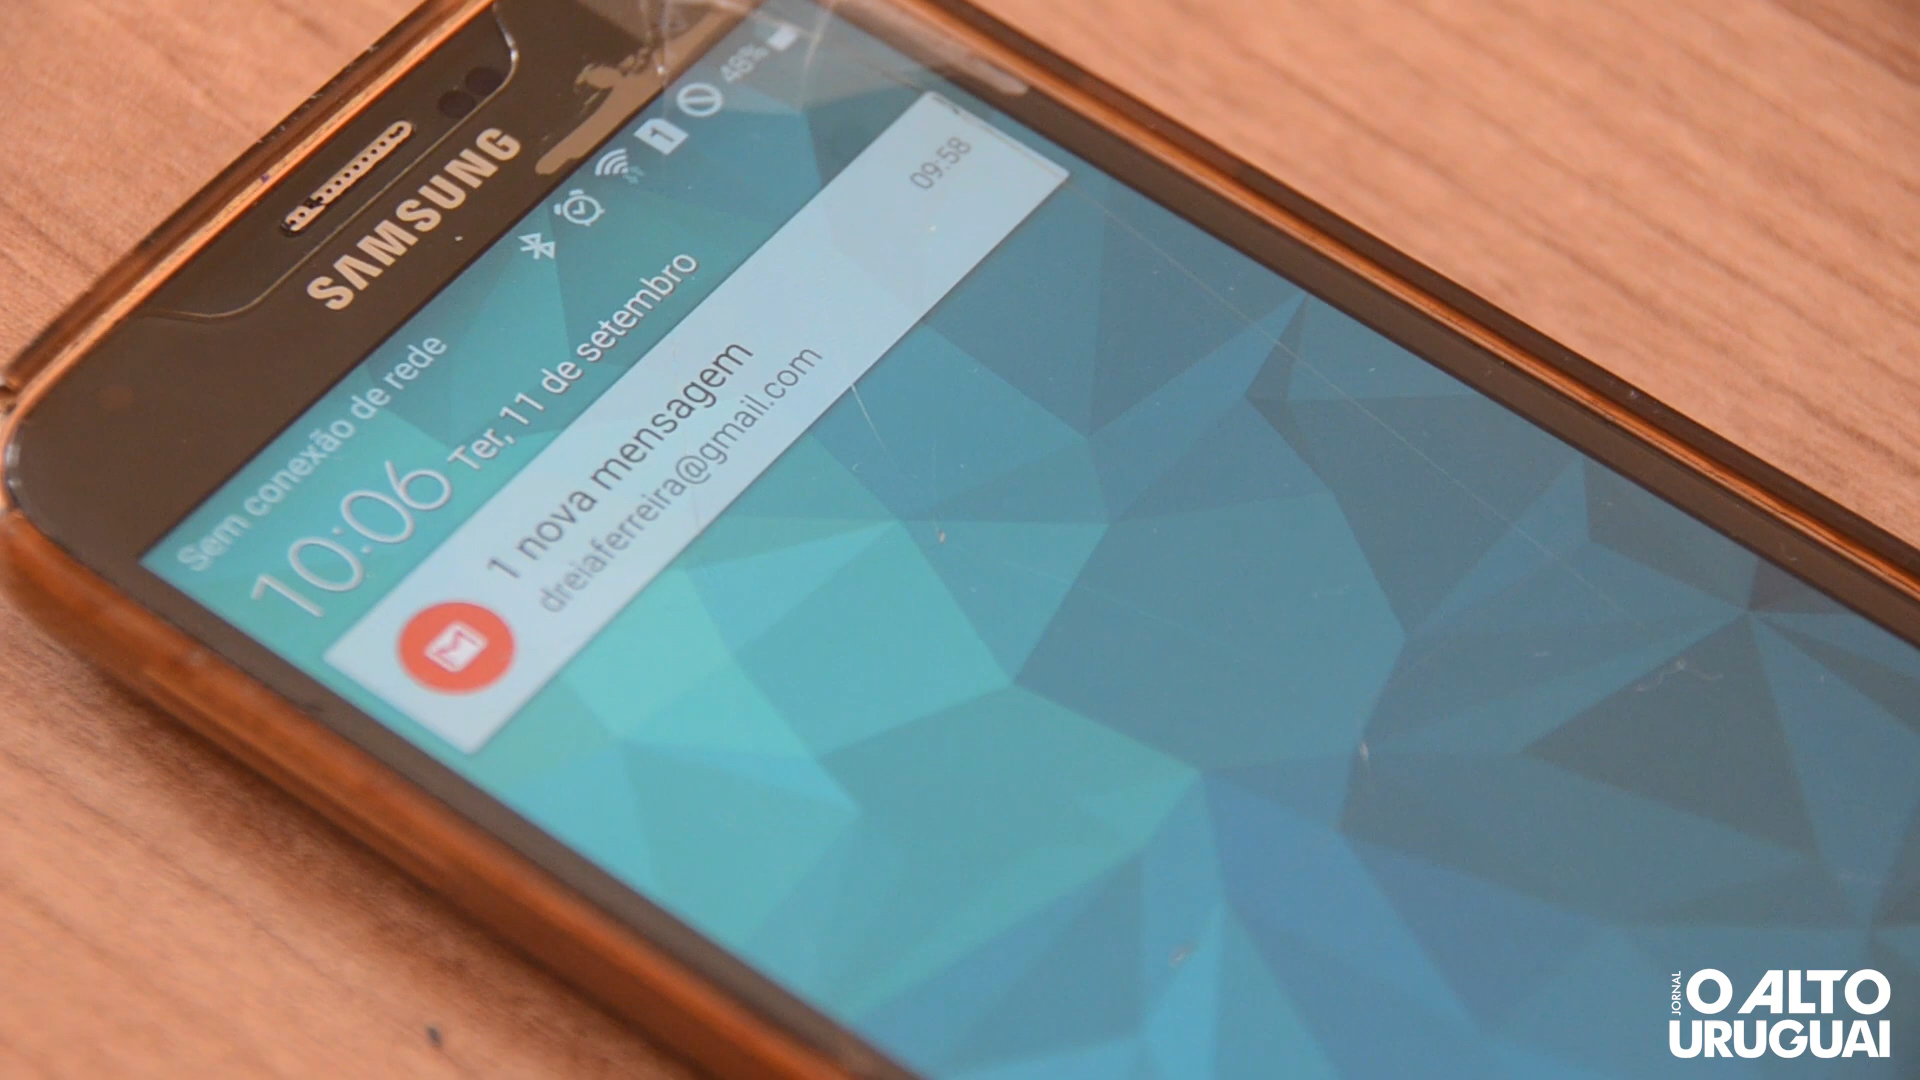 SAMSUNG
1
48%
Sem conexão de rede
10:06 Ter, 11 de setembro
1 nova mensagem
09:58
dreiaferreira@gmail.com
JORNAL
O ALTO
URUGUAI